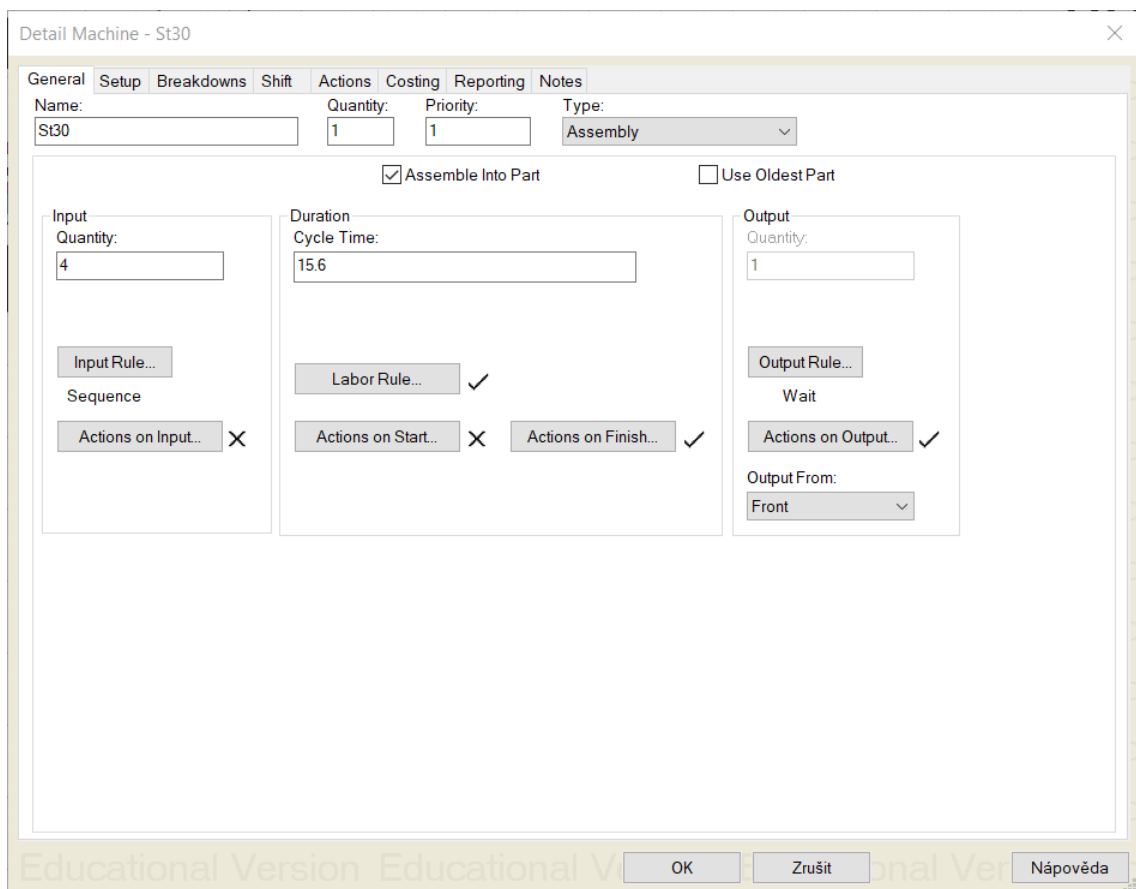 Detail Machine - St30
General Setup Breakdowns Shift Actions Costing Reporting Notes
Name: Quantity: Priority: Type:
St30 1 1 Assembly
Assemble Into Part Use Oldest Part
Input Duration Output
Quantity: Cycle Time: Quantity:
4 15.6 1
Input Rule... Output Rule...
Labor Rule...
Sequence Wait
Actions on Input... Actions on Start... Actions on Finish... Actions on Output...
Output From:
Front
Educational Version Educational V nal Ver
OK Zrušit Nápověda